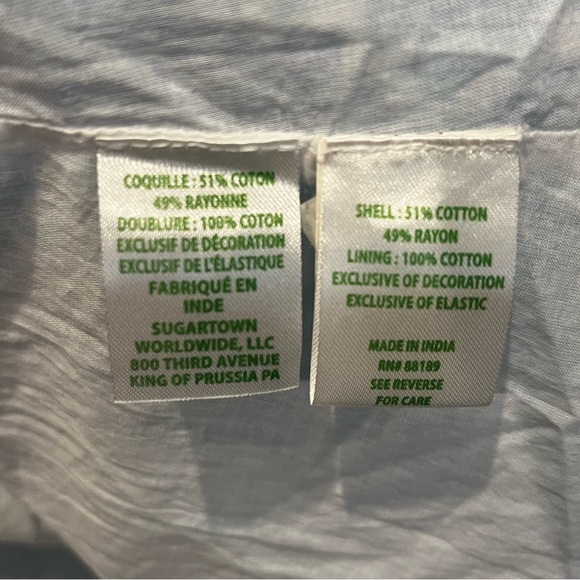 COQUILLE : 51% COTON
49% RAYONNE
DOUBLURE : 100% COTON
EXCLUSIF DE DÉCORATION
EXCLUSIF DE L'ÉLASTIQUE
FABRIQUÉ EN
INDE
SUGARTOWN
WORLDWIDE, LLC
800 THIRD AVENUE
KING OF PRUSSIA PA
SHELL : 51% COTTON
49% RAYON
LINING : 100% COTTON
EXCLUSIVE OF DECORATION
EXCLUSIVE OF ELASTIC
MADE IN INDIA
RN# 88189
SEE REVERSE
FOR CARE